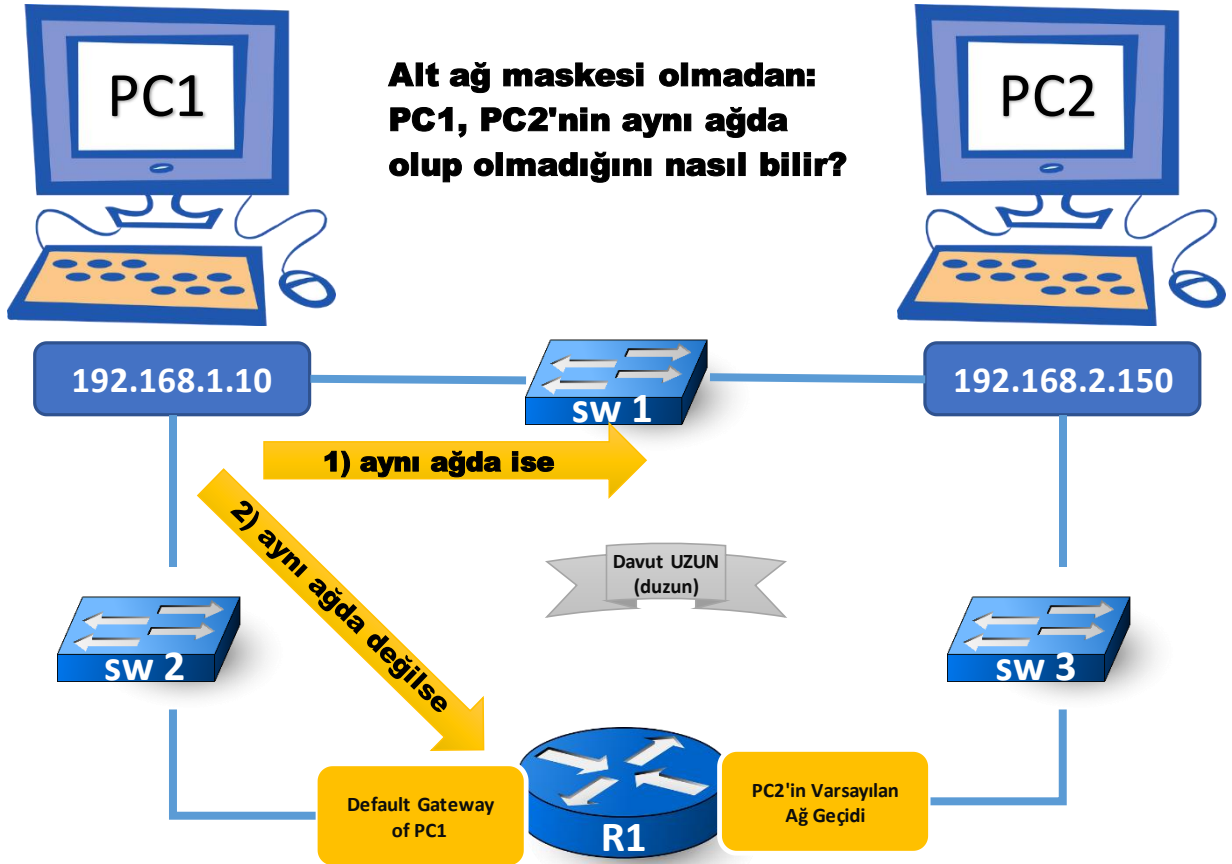 PC1
Alt ağ maskesi olmadan:
PC1, PC2'nin aynı ağda
olup olmadığını nasıl bilir?
PC2
192.168.1.10
sw 1
192.168.2.150
1) aynı ağda ise
2) aynı ağda değilse
Davut UZUN
(duzun)
sw 2
sw 3
Default Gateway
of PC1
R1
PC2'in Varsayılan
Ağ Geçidi